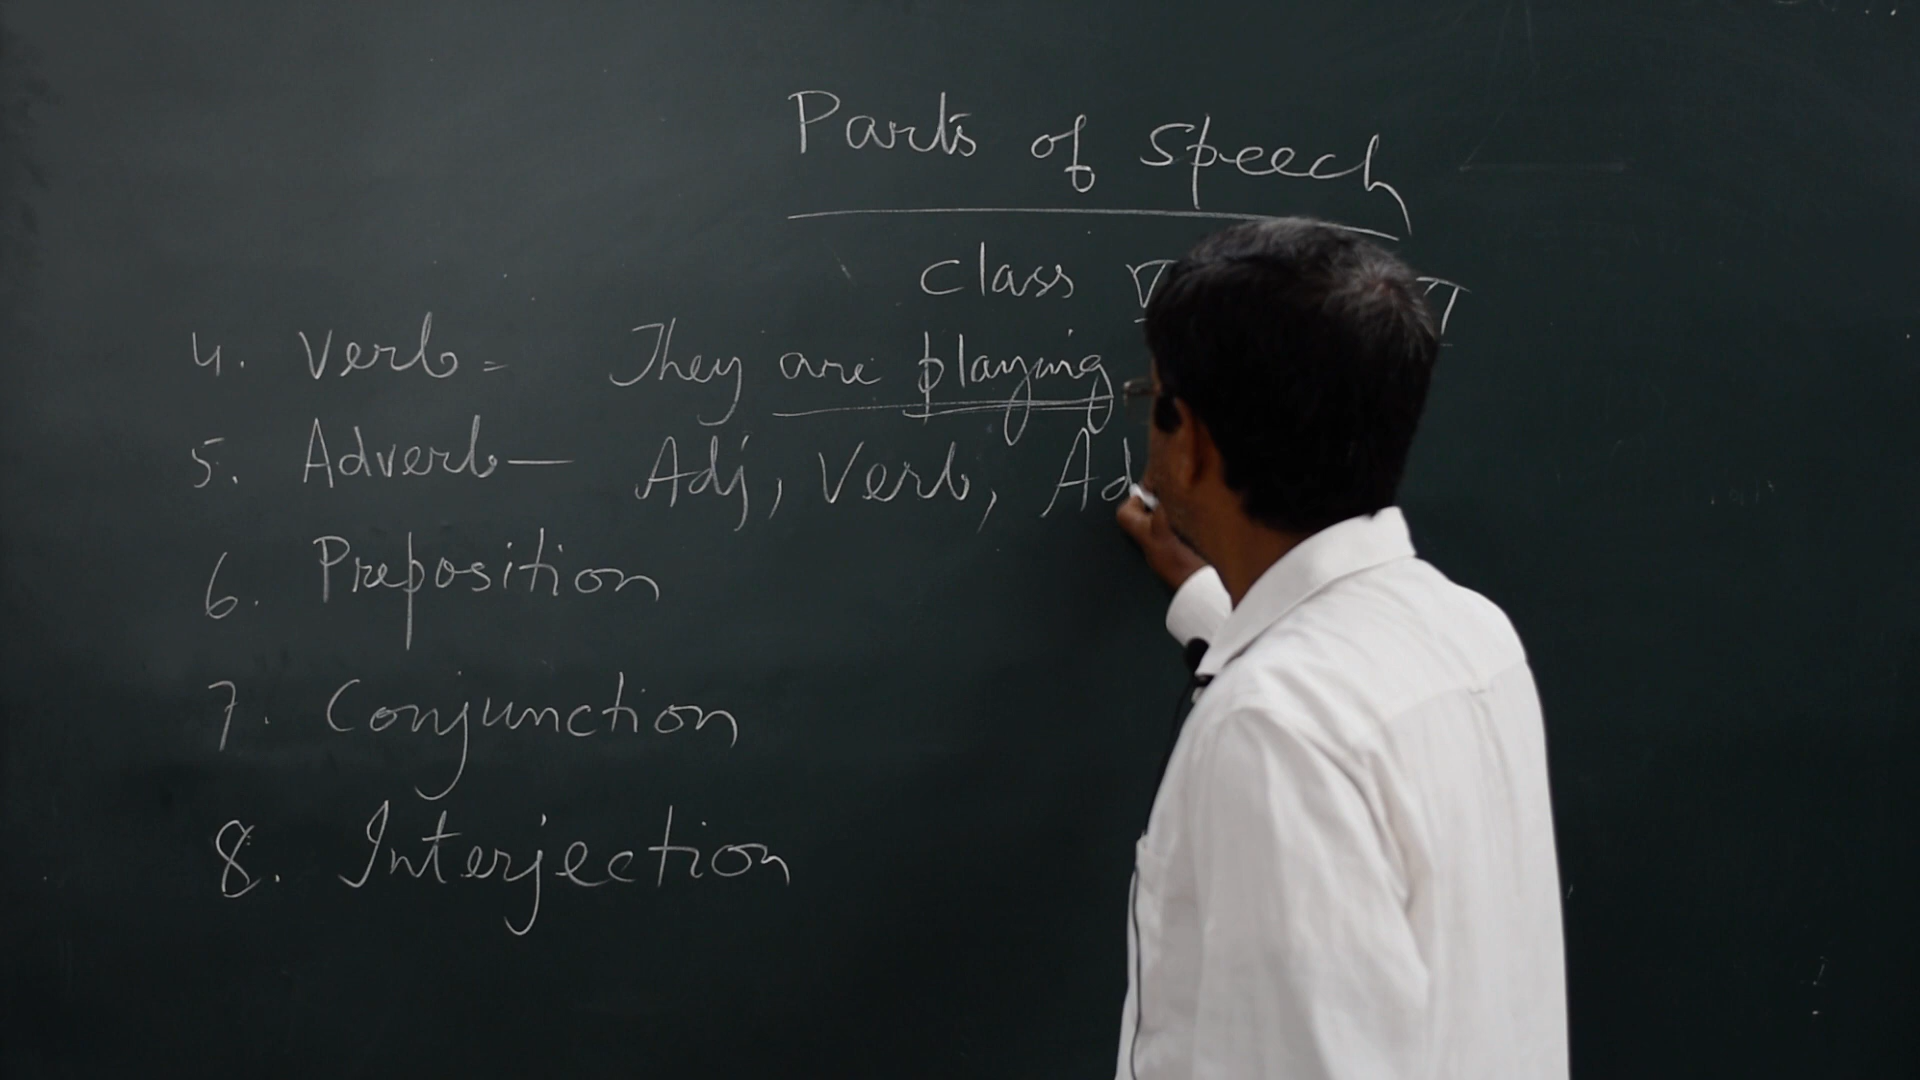 Parts of speech
Class
4. Verb = They are playing
5. Adverb — Adj, Verb, Ad
6. Preposition
7. Conjunction
8. Interjection